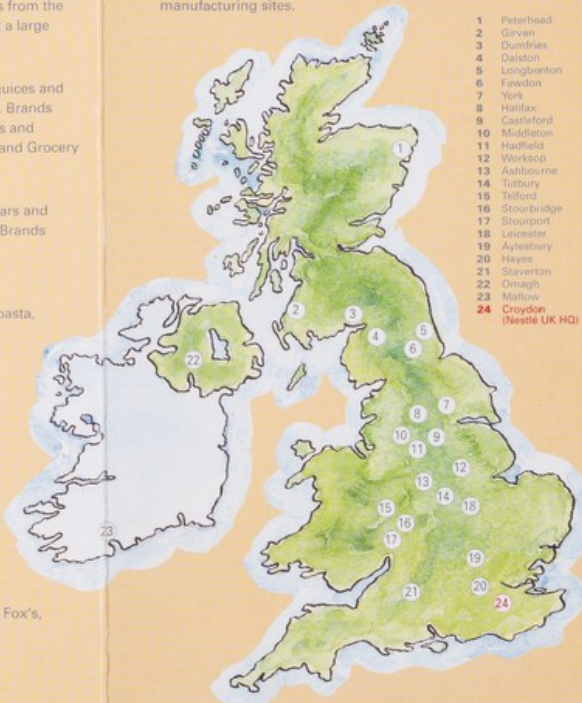 s from the
a large
juices and
Brands
s and
and Grocery
ars and
Brands
pasta,
Fox's,
manufacturing sites.
1 Peterhead
2 Girvan
3 Dumfries
4 Dalston
5 Longbenton
6 Fawdon
7 York
8 Halifax
9 Castleford
10 Middleton
11 Hadfield
12 Worksop
13 Ashbourne
14 Tutbury
15 Telford
16 Stourbridge
17 Stourport
18 Leicester
19 Aylesbury
20 Hayes
21 Staverton
22 Omagh
23 Mallow
24 Croydon
(Nestlé UK HQ)
1
2
3
4
5
6
7
8
9
10
11
12
13
14
15
16
17
18
19
20
21
22
23
24